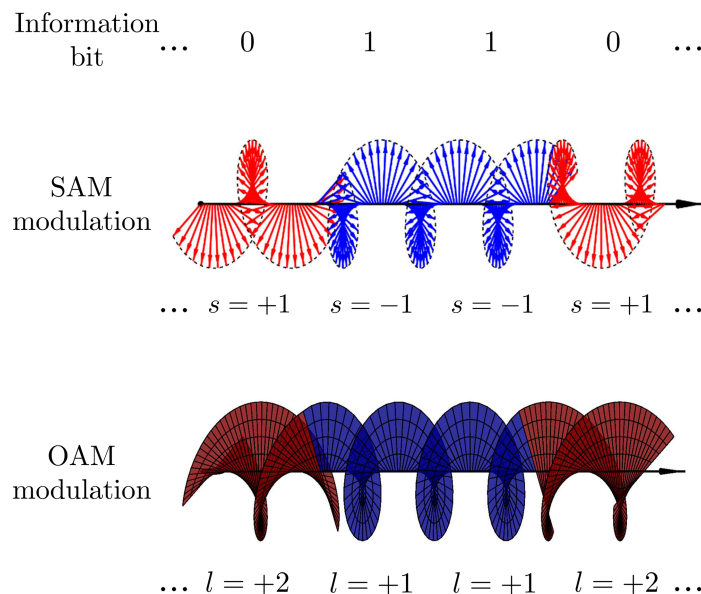 Information
bit
... 0 1 1 0 ...
SAM
modulation
... s = +1 s = −1 s = −1 s = +1 ...
OAM
modulation
... l = +2 l = +1 l = +1 l = +2 ...